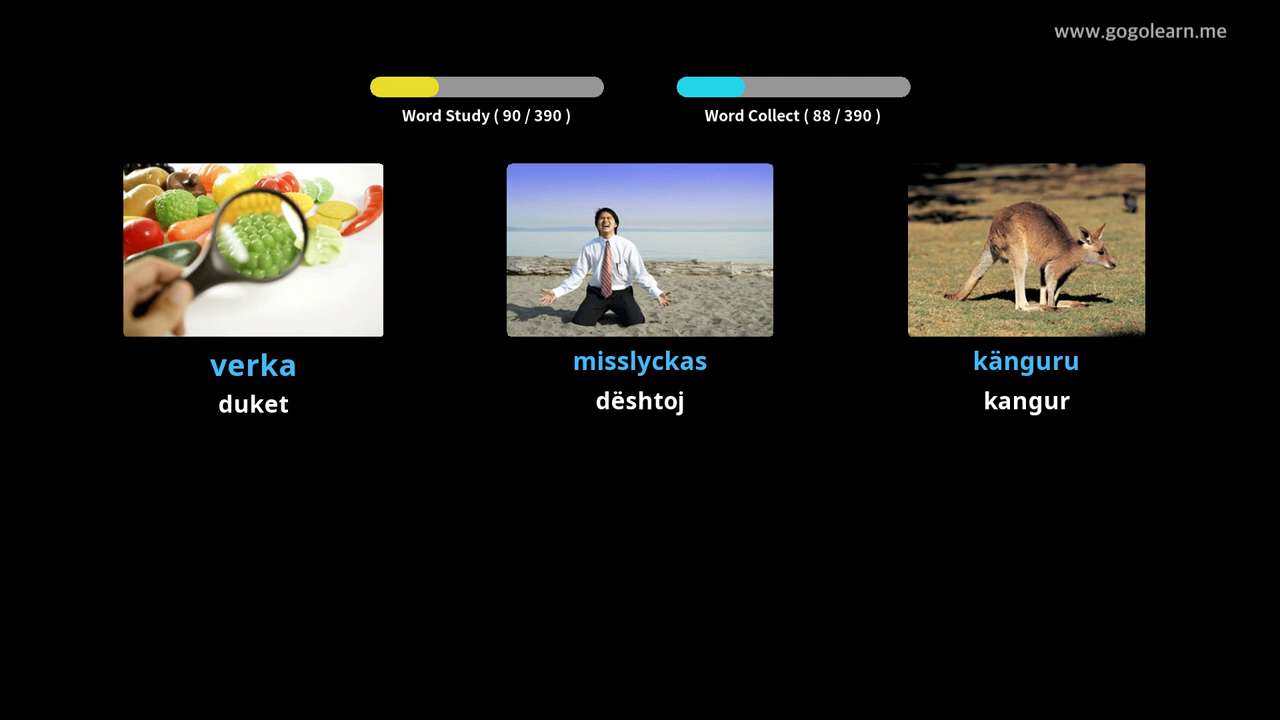 www.gogolearn.me
Word Study ( 90 / 390 )
Word Collect ( 88 / 390 )
verka
misslyckas
känguru
duket
dështoj
kangur